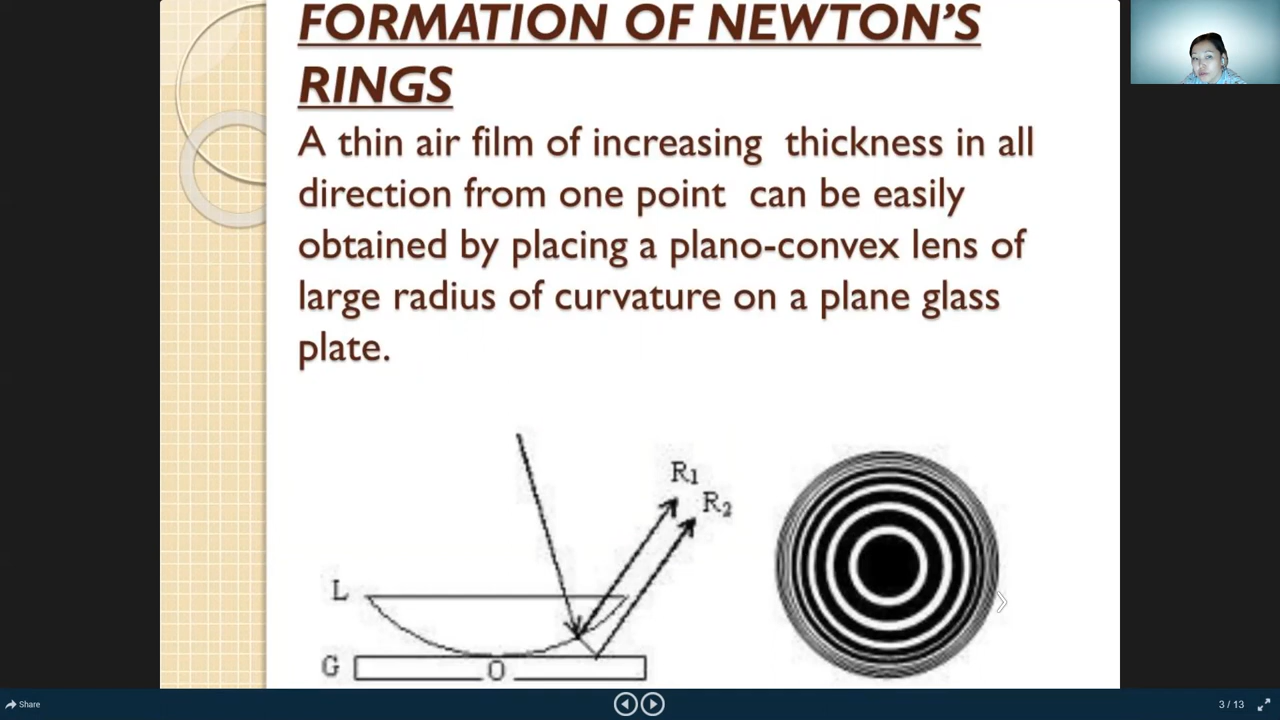 FORMATION OF NEWTON'S
RINGS
A thin air film of increasing thickness in all
direction from one point can be easily
obtained by placing a plano-convex lens of
large radius of curvature on a plane glass
plate.
R1
R2
L
G
O
Share
3 / 13